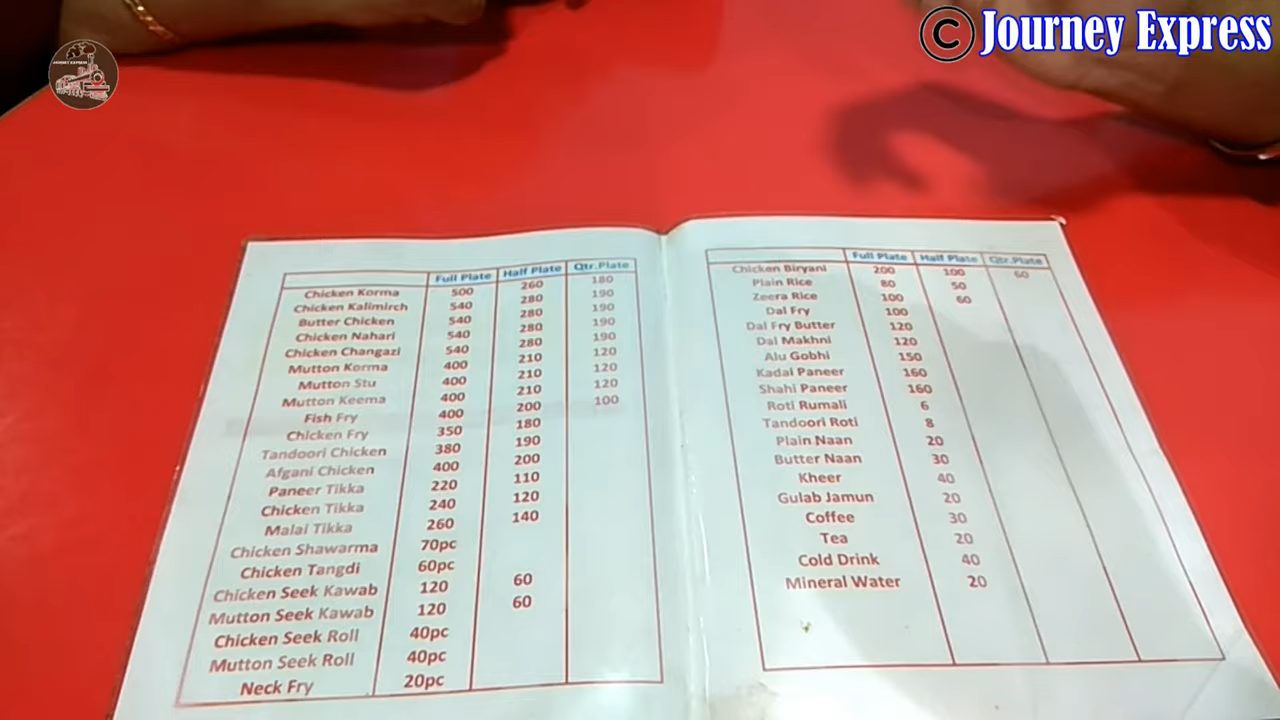 © Journey Express
JOURNEY EXPRESS
Full Plate Half Plate Qtr.Plate
Chicken Korma 500 260 180
Chicken Kalimirch 540 280 190
Butter Chicken 540 280 190
Chicken Nahari 540 280 190
Chicken Changazi 540 280 190
Mutton Korma 400 210 120
Mutton Stu 400 210 120
Mutton Keema 400 210 120
Fish Fry 400 200 100
Chicken Fry 350 180
Tandoori Chicken 380 190
Afgani Chicken 400 200
Paneer Tikka 220 110
Chicken Tikka 240 120
Malai Tikka 260 140
Chicken Shawarma 70pc
Chicken Tangdi 60pc
Chicken Seek Kawab 120 60
Mutton Seek Kawab 120 60
Chicken Seek Roll 40pc
Mutton Seek Roll 40pc
Neck Fry 20pc
Full Plate Half Plate Qtr.Plate
Chicken Biryani 200 100 60
Plain Rice 80 50
Zeera Rice 100 60
Dal Fry 100
Dal Fry Butter 120
Dal Makhni 120
Alu Gobhi 150
Kadai Paneer 160
Shahi Paneer 160
Roti Rumali 6
Tandoori Roti 8
Plain Naan 20
Butter Naan 30
Kheer 40
Gulab Jamun 20
Coffee 30
Tea 20
Cold Drink 40
Mineral Water 20